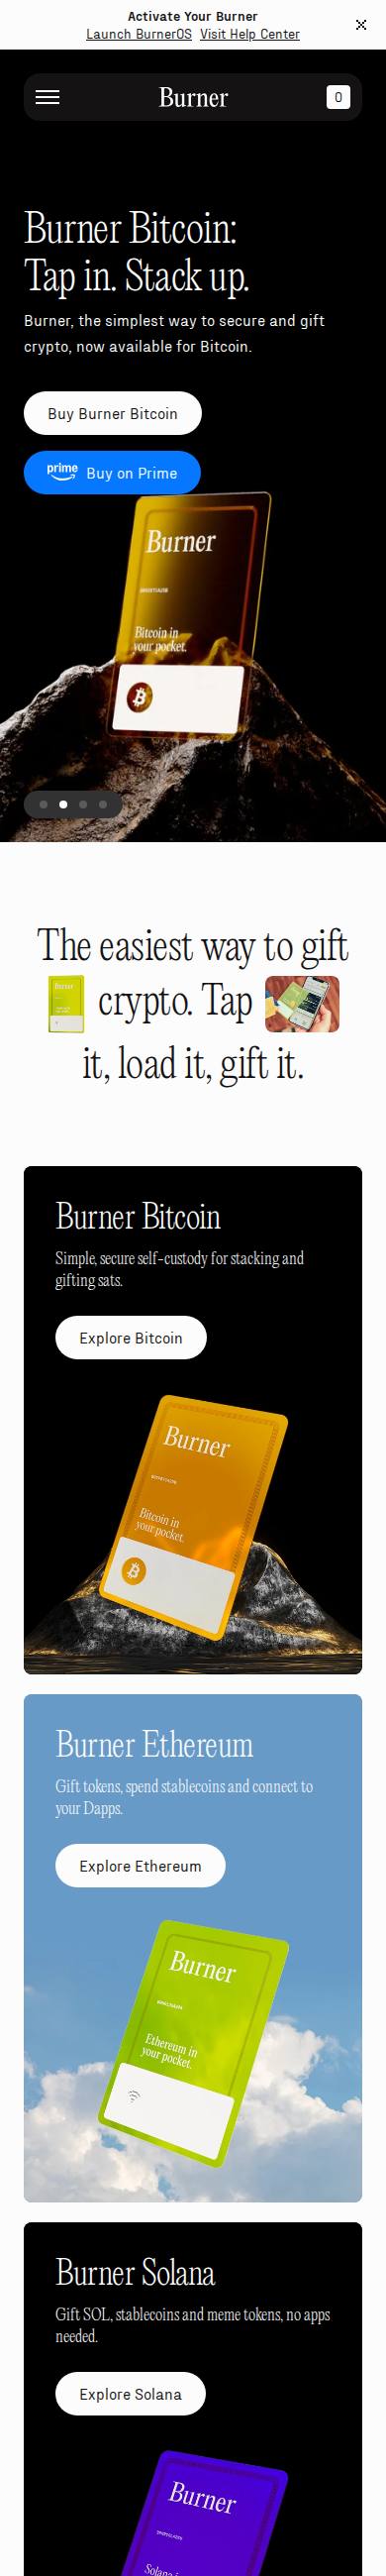 Activate Your Burner
Launch BurnerOS Visit Help Center
Burner
0
Burner Bitcoin:
Tap in. Stack up.
Burner, the simplest way to secure and gift
crypto, now available for Bitcoin.
Buy Burner Bitcoin
prime Buy on Prime
Burner
Bitcoin in
your pocket.
The easiest way to gift
Burner
crypto. Tap
it, load it, gift it.
Burner Bitcoin
Simple, secure self-custody for stacking and
gifting sats.
Explore Bitcoin
Burner
Bitcoin in
your pocket.
Burner Ethereum
Gift tokens, spend stablecoins and connect to
your Dapps.
Explore Ethereum
Burner
Ethereum in
your pocket.
Burner Solana
Gift SOL, stablecoins and meme tokens, no apps
needed.
Explore Solana
Burner